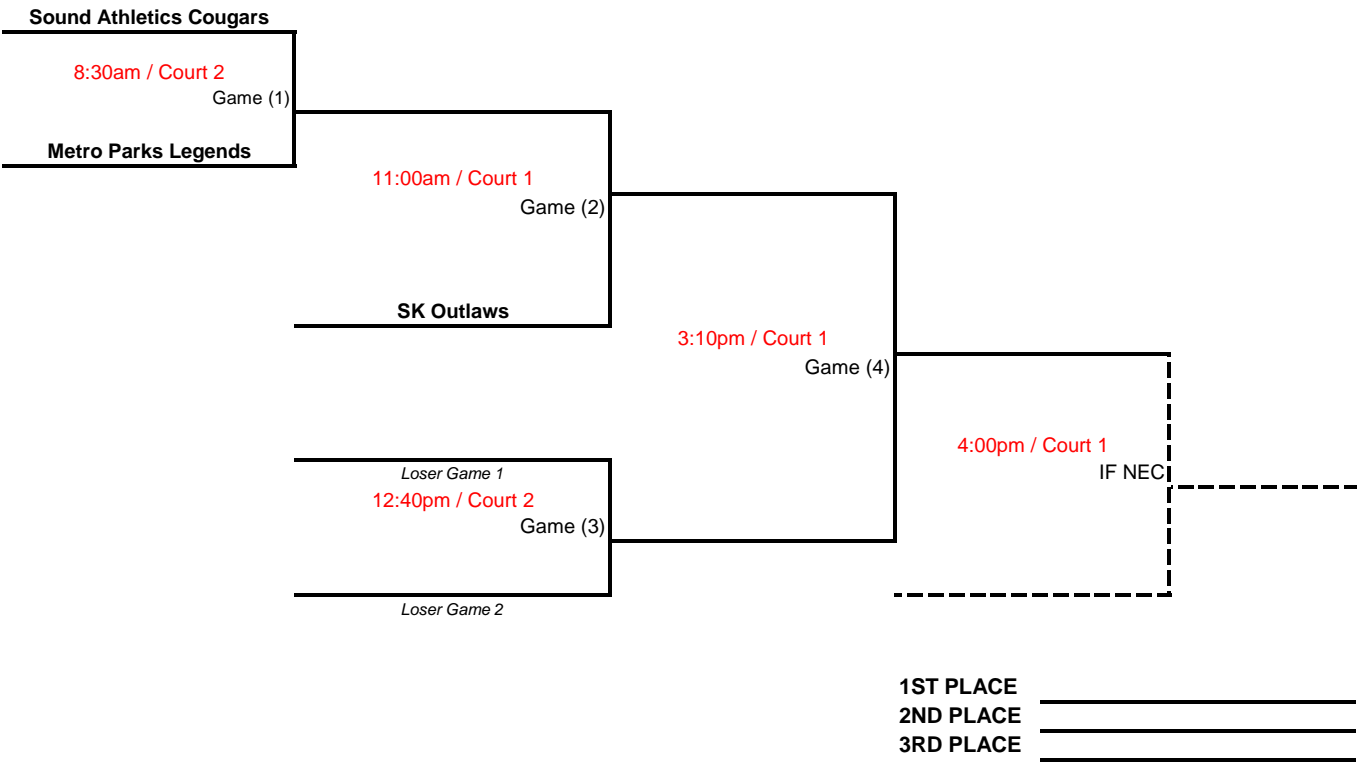 Sound Athletics Cougars
8:30am / Court 2
Game (1)
Metro Parks Legends
11:00am / Court 1
Game (2)
SK Outlaws
3:10pm / Court 1
Game (4)
4:00pm / Court 1
IF NEC
Loser Game 1
12:40pm / Court 2
Game (3)
Loser Game 2
1ST PLACE
2ND PLACE
3RD PLACE